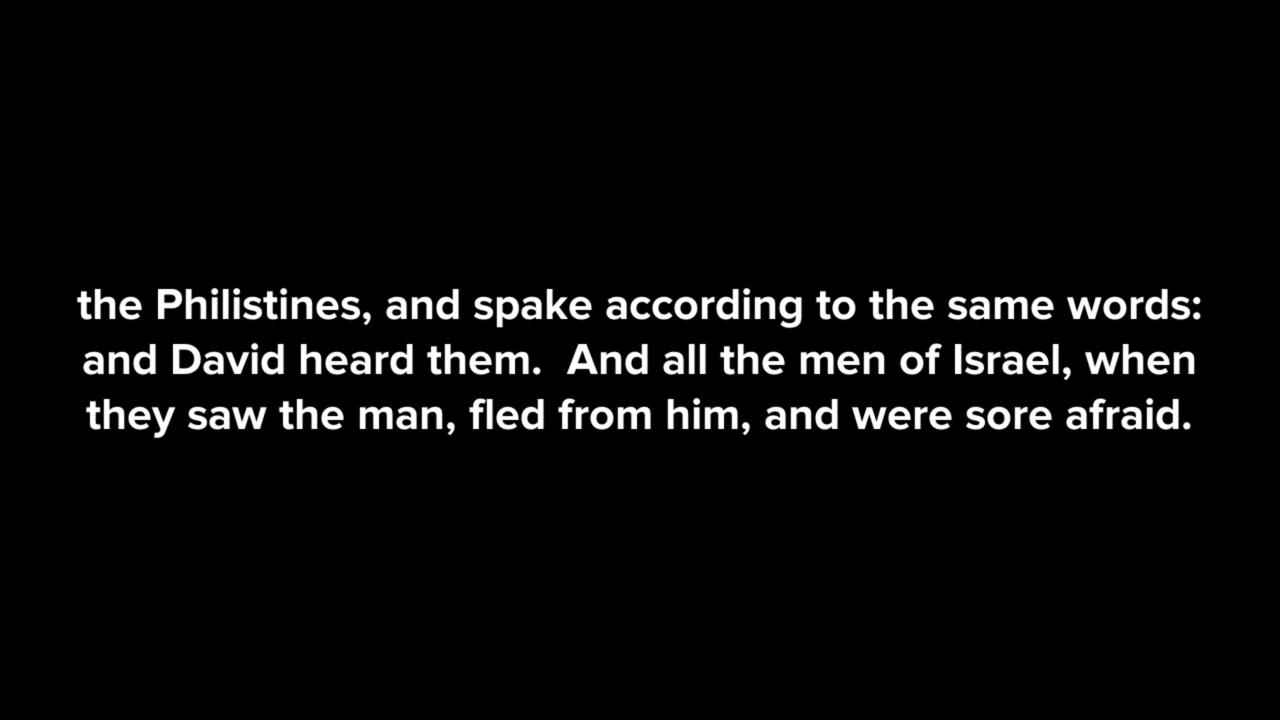 the Philistines, and spake according to the same words:
and David heard them.  And all the men of Israel, when
they saw the man, fled from him, and were sore afraid.